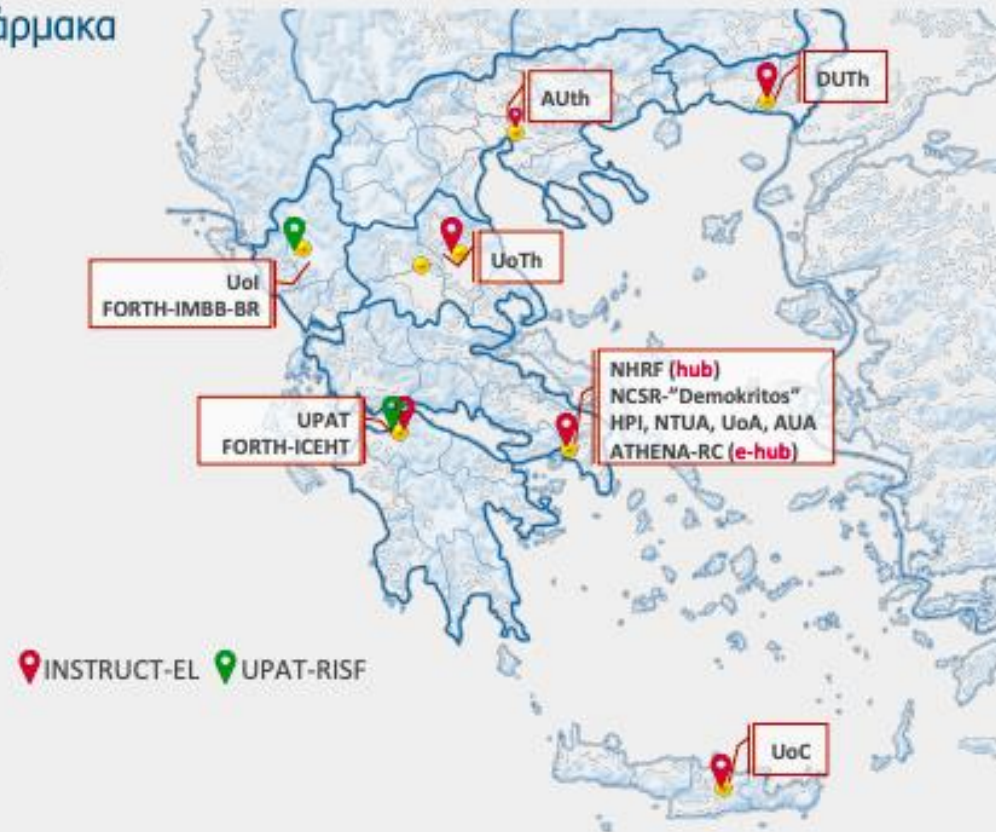 άρμακα
DUTh
AUth
UoTh
UoI
FORTH-IMBB-BR
NHRF (hub)
NCSR-"Demokritos"
HPI, NTUA, UoA, AUA
ATHENA-RC (e-hub)
UPAT
FORTH-ICEHT
INSTRUCT-EL UPAT-RISF
UoC